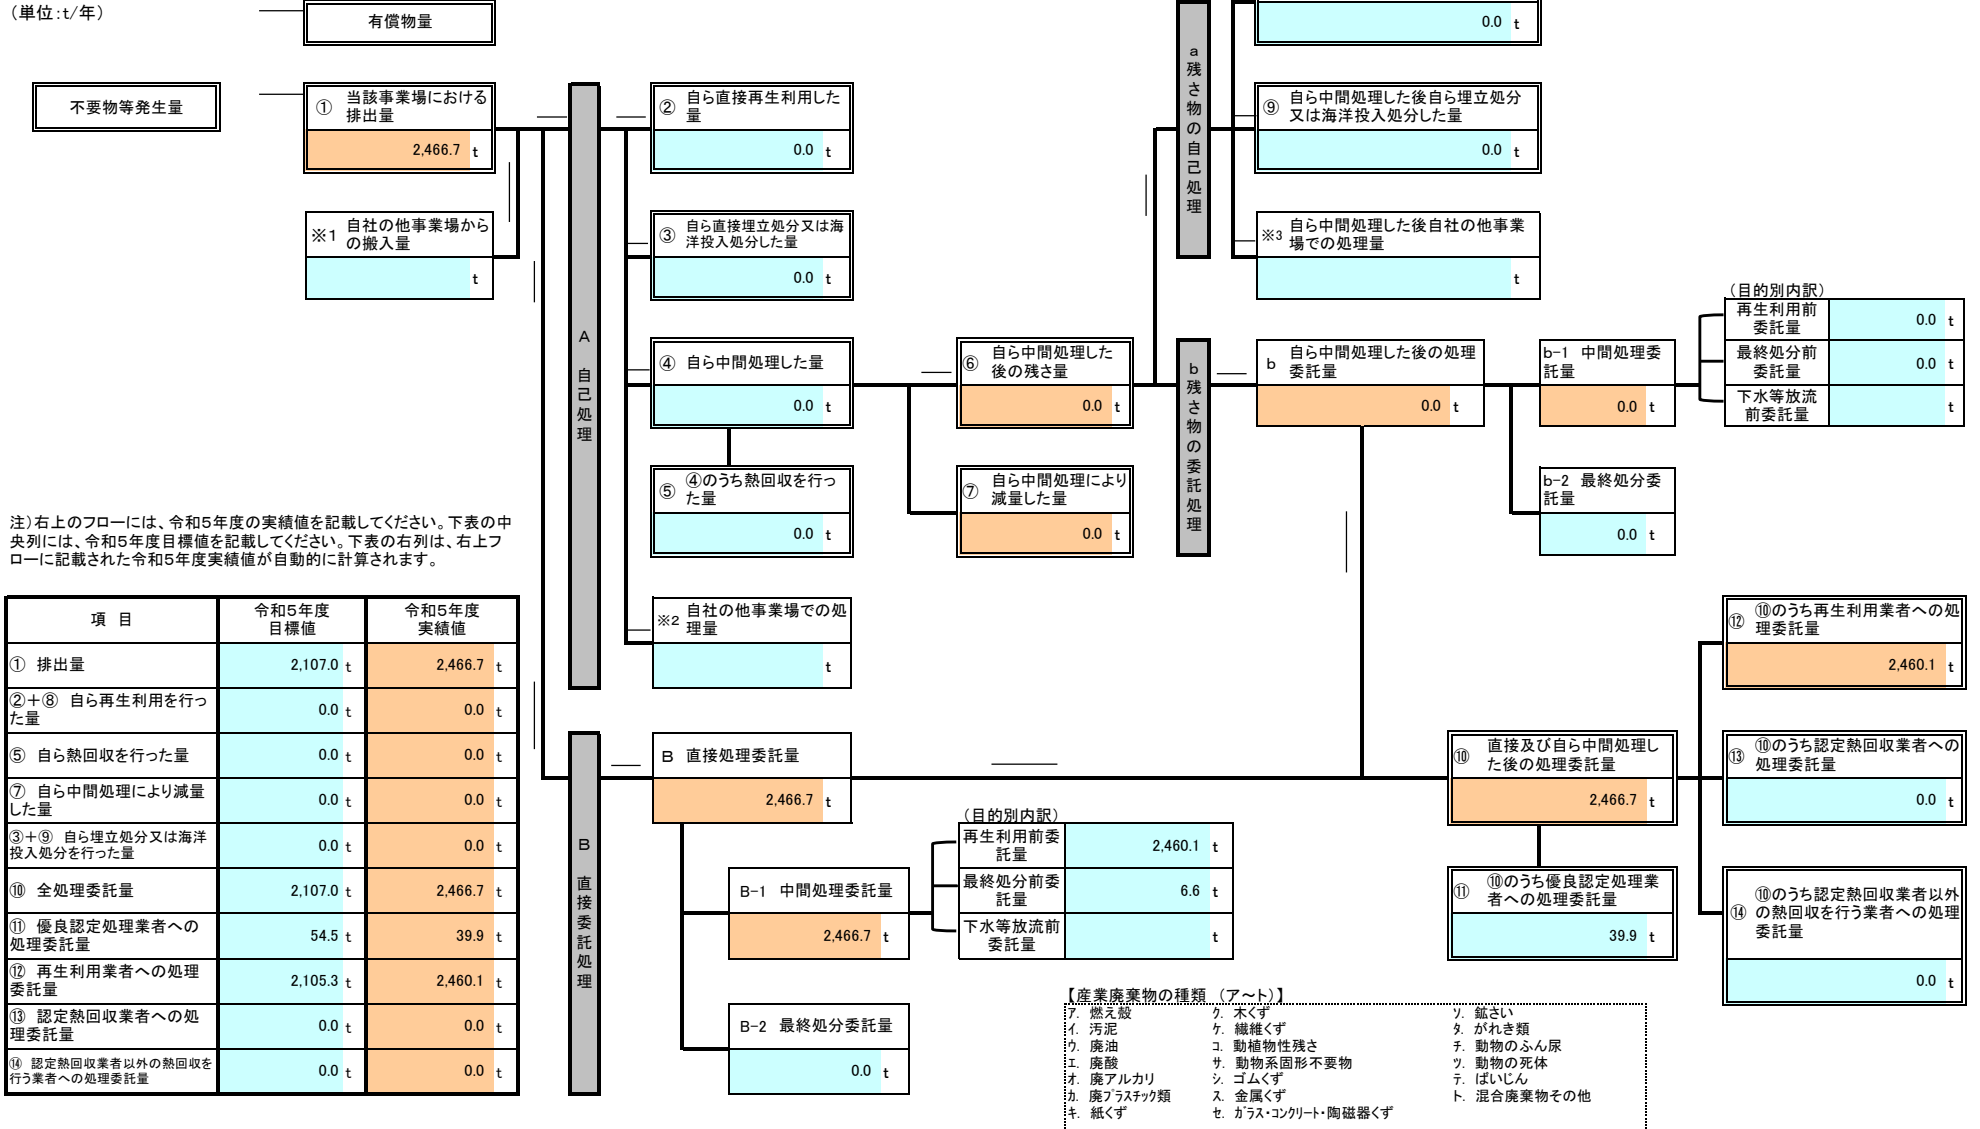 （単位:t/年）
有償物量
不要物等発生量
① 当該事業場における
排出量
2,466.7 t
※1 自社の他事業場から
の搬入量
t
A 自己処理
② 自ら直接再生利用した
量
0.0 t
③ 自ら直接埋立処分又は海
洋投入処分した量
0.0 t
④ 自ら中間処理した量
0.0 t
⑤ ④のうち熱回収を行っ
た量
0.0 t
※2 自社の他事業場での処
理量
t
⑥ 自ら中間処理した
後の残さ量
0.0 t
⑦ 自ら中間処理により
減量した量
0.0 t
a 残さ物の自己処理
0.0 t
⑨ 自ら中間処理した後自ら埋立処分
又は海洋投入処分した量
0.0 t
※3 自ら中間処理した後自社の他事業
場での処理量
t
b 残さ物の委託処理
b 自ら中間処理した後の処理
委託量
0.0 t
b-1 中間処理委
託量
0.0 t
b-2 最終処分委
託量
0.0 t
（目的別内訳）
再生利用前
委託量
0.0 t
最終処分前
委託量
0.0 t
下水等放流
前委託量
t
注）右上のフローには、令和5年度の実績値を記載してください。下表の中
央列には、令和5年度目標値を記載してください。下表の右列は、右上フ
ローに記載された令和5年度実績値が自動的に計算されます。
項 目 令和5年度
目標値 令和5年度
実績値
① 排出量 2,107.0 t 2,466.7 t
②＋⑧ 自ら再生利用を行っ
た量 0.0 t 0.0 t
⑤ 自ら熱回収を行った量 0.0 t 0.0 t
⑦ 自ら中間処理により減量
した量 0.0 t 0.0 t
③＋⑨ 自ら埋立処分又は海洋
投入処分を行った量 0.0 t 0.0 t
⑩ 全処理委託量 2,107.0 t 2,466.7 t
⑪ 優良認定処理業者への
処理委託量 54.5 t 39.9 t
⑫ 再生利用業者への処理
委託量 2,105.3 t 2,460.1 t
⑬ 認定熱回収業者への処
理委託量 0.0 t 0.0 t
⑭ 認定熱回収業者以外の熱回収を
行う業者への処理委託量 0.0 t 0.0 t
B 直接委託処理
B 直接処理委託量
2,466.7 t
B-1 中間処理委託量
2,466.7 t
B-2 最終処分委託量
0.0 t
（目的別内訳）
再生利用前委
託量
2,460.1 t
最終処分前委
託量
6.6 t
下水等放流前
委託量
t
⑩ 直接及び自ら中間処理し
た後の処理委託量
2,466.7 t
⑪ ⑩のうち優良認定処理業
者への処理委託量
39.9 t
⑫ ⑩のうち再生利用業者への処
理委託量
2,460.1 t
⑬ ⑩のうち認定熱回収業者への
処理委託量
0.0 t
⑭ ⑩のうち認定熱回収業者以外
の熱回収を行う業者への処理
委託量
0.0 t
【産業廃棄物の種類 （ア～ト）】
ア. 燃え殻 ク. 木くず ソ. 鉱さい
イ. 汚泥 ケ. 繊維くず タ. がれき類
ウ. 廃油 コ. 動植物性残さ チ. 動物のふん尿
エ. 廃酸 サ. 動物系固形不要物 ツ. 動物の死体
オ. 廃アルカリ シ. ゴムくず テ. ばいじん
カ. 廃プラスチック類 ス. 金属くず ト. 混合廃棄物その他
キ. 紙くず セ. ガラス・コンクリート・陶磁器くず